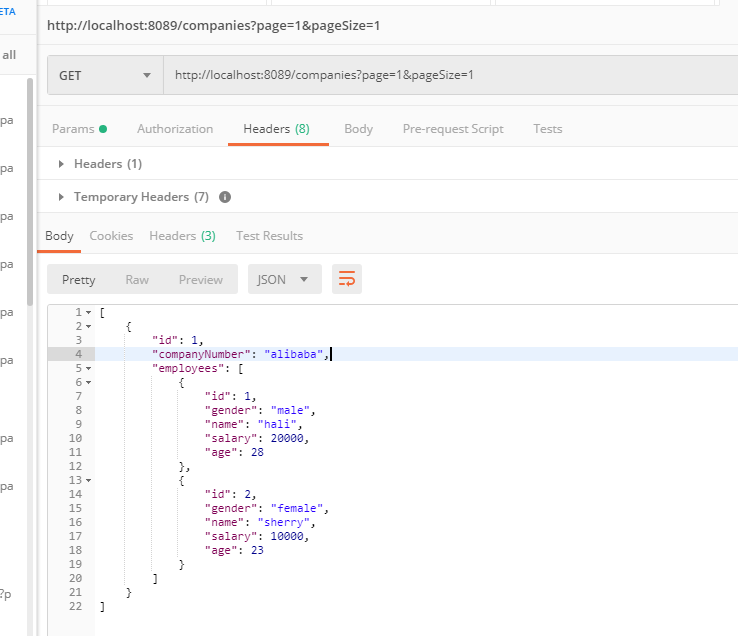 ETA
http://localhost:8089/companies?page=1&pageSize=1
all
GET http://localhost:8089/companies?page=1&pageSize=1
pa
Params Authorization Headers (8) Body Pre-request Script Tests
Headers (1)
pa
Temporary Headers (7)
pa
Body Cookies Headers (3) Test Results
pa
Pretty Raw Preview JSON
pa
1 [
2 {
3 "id": 1,
4 "companyNumber": "alibaba",
pa
5 "employees": [
6 {
7 "id": 1,
8 "gender": "male",
9 "name": "hali",
10 "salary": 20000,
pa
11 "age": 28
12 },
13 {
pa
14 "id": 2,
15 "gender": "female",
16 "name": "sherry",
17 "salary": 10000,
18 "age": 23
19 }
20 ]
21 }
?p
22 ]